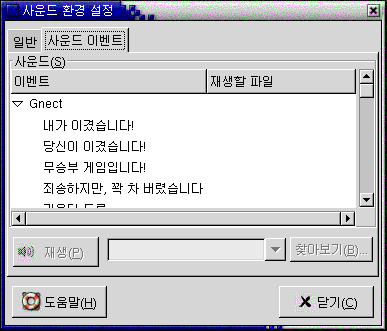 사운드 환경 설정
일반 사운드 이벤트
사운드(S)
이벤트 재생할 파일
Gnect
내가 이겼습니다!
당신이 이겼습니다!
무승부 게임입니다!
죄송하지만, 꽉 차 버렸습니다
재생(P) 찾아보기(B)...
도움말(H) 닫기(C)